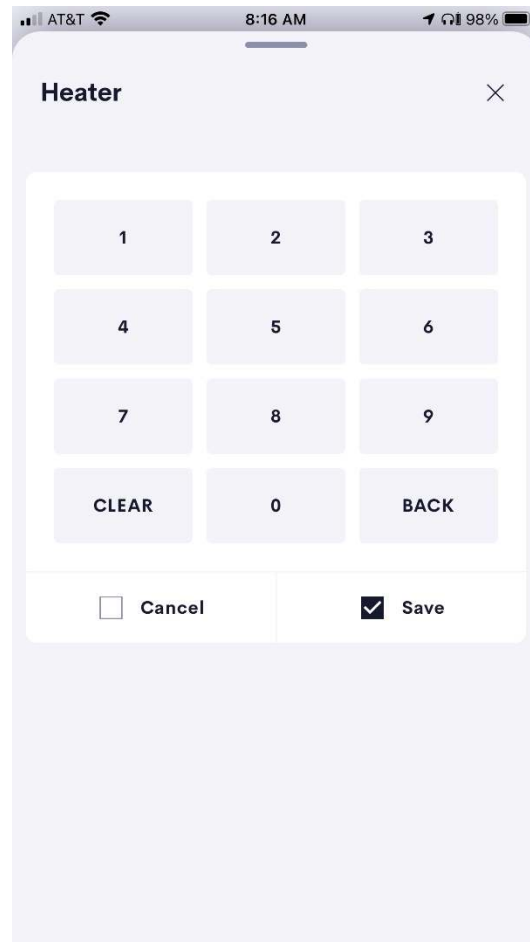 AT&T 8:16 AM 98%
Heater
1 2 3
4 5 6
7 8 9
CLEAR 0 BACK
Cancel Save